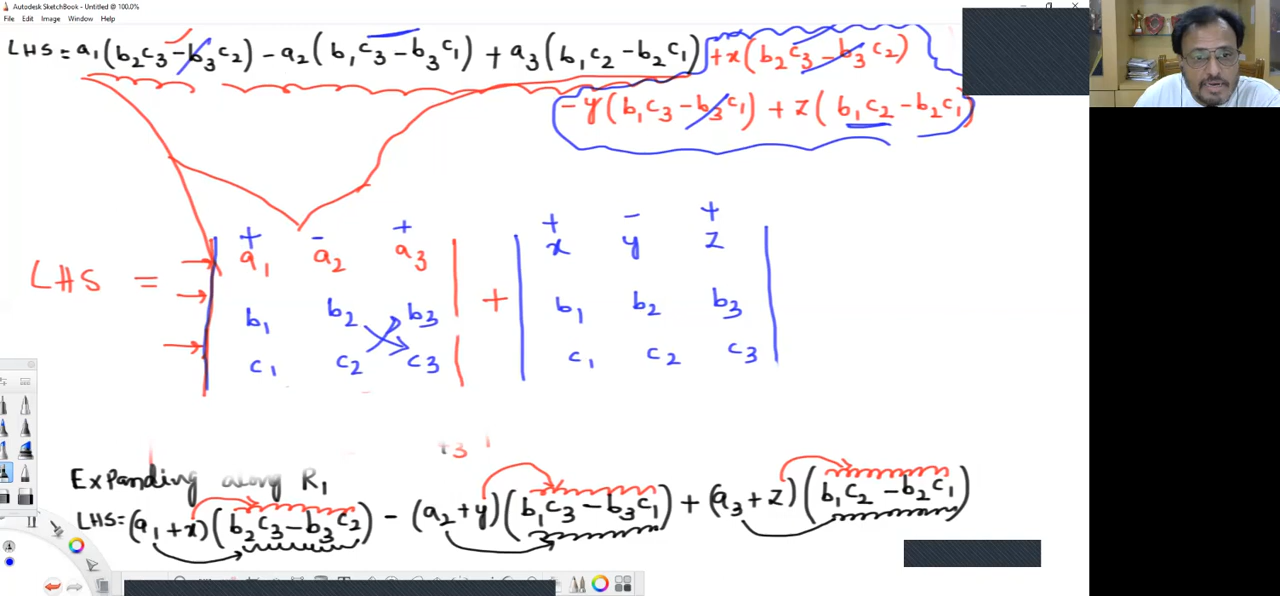 Autodesk SketchBook - Untitled @ 100.0%
File Edit Image Window Help
LHS = a₁(b₂c₃ − b₃c₂) − a₂(b₁c₃ − b₃c₁) + a₃(b₁c₂ − b₂c₁) + x(b₂c₃ − b₃c₂)
− y(b₁c₃ − b₃c₁) + z(b₁c₂ − b₂c₁)
+ − + + − +
LHS = | a₁ a₂ a₃ | + | x y z |
| b₁ b₂ b₃ | | b₁ b₂ b₃ |
| c₁ c₂ c₃ | | c₁ c₂ c₃ |
Expanding along R₁
LHS = (a₁ + x)(b₂c₃ − b₃c₂) − (a₂ + y)(b₁c₃ − b₃c₁) + (a₃ + z)(b₁c₂ − b₂c₁)